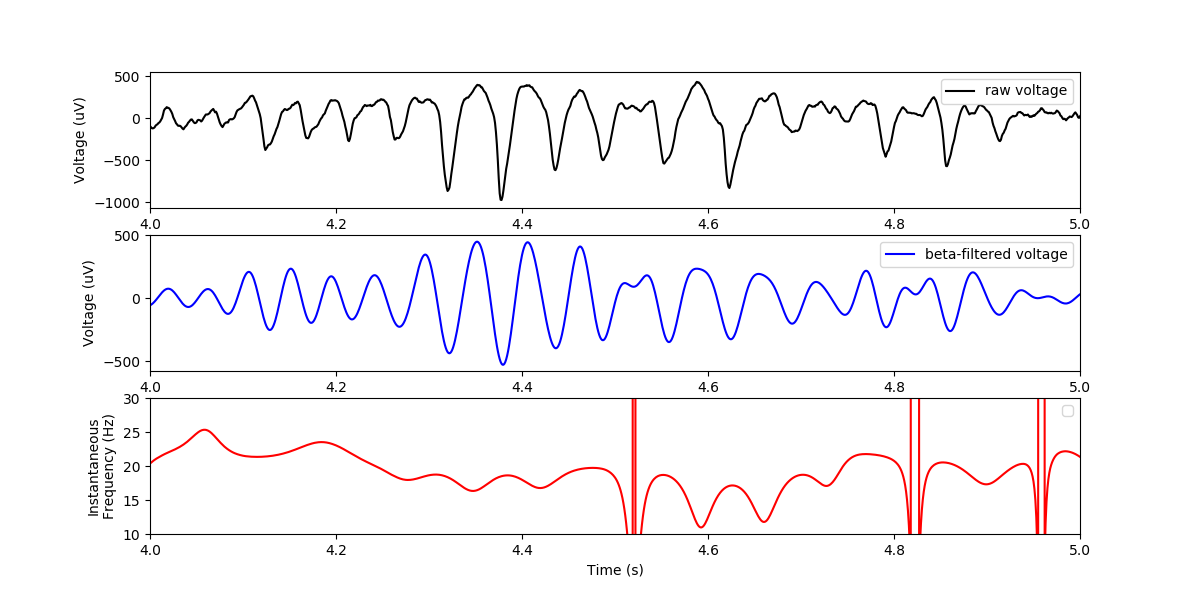 500
0
−500
−1000
Voltage (uV)
raw voltage
4.0 4.2 4.4 4.6 4.8 5.0
500
0
−500
Voltage (uV)
beta-filtered voltage
4.0 4.2 4.4 4.6 4.8 5.0
30
25
20
15
10
Instantaneous
Frequency (Hz)
4.0 4.2 4.4 4.6 4.8 5.0
Time (s)